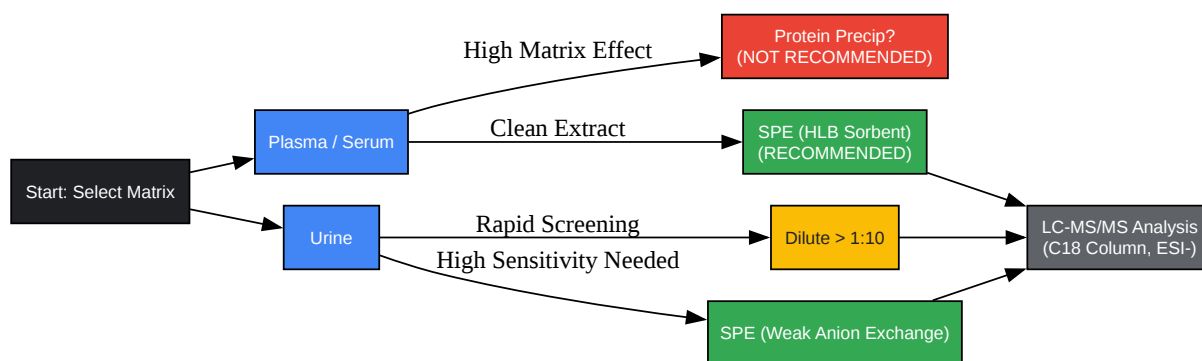 Protein Precip?
(NOT RECOMMENDED)
High Matrix Effect
Plasma / Serum
Clean Extract
SPE (HLB Sorbent)
(RECOMMENDED)
Start: Select Matrix
Urine
Rapid Screening
Dilute > 1:10
LC-MS/MS Analysis
(C18 Column, ESI-)
High Sensitivity Needed
SPE (Weak Anion Exchange)